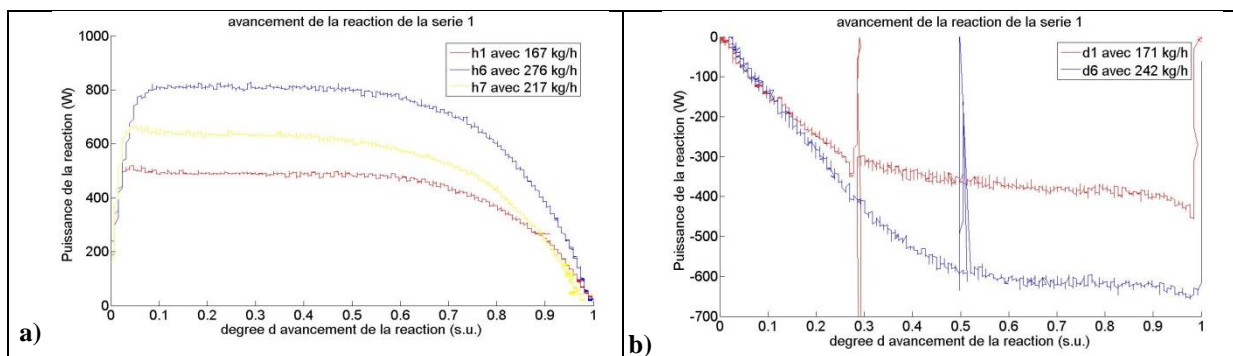 avancement de la reaction de la serie 1
1000
800
600
400
200
0
Puissance de la reaction (W)
h1 avec 167 kg/h
h6 avec 276 kg/h
h7 avec 217 kg/h
0 0.1 0.2 0.3 0.4 0.5 0.6 0.7 0.8 0.9 1
degree d avancement de la reaction (s.u.)
a)
avancement de la reaction de la serie 1
0
-100
-200
-300
-400
-500
-600
-700
Puissance de la reaction (W)
d1 avec 171 kg/h
d6 avec 242 kg/h
0 0.1 0.2 0.3 0.4 0.5 0.6 0.7 0.8 0.9 1
degree d avancement de la reaction (s.u.)
b)